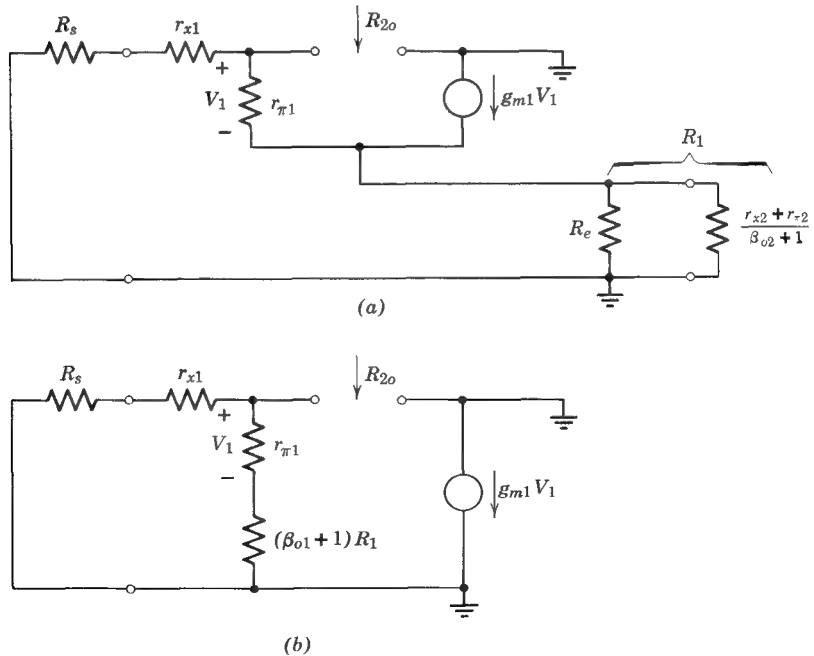 R_s
r_{x1}
R_{2o}
+
V_1
r_{π1}
−
g_{m1}V_1
R_1
R_e
r_{x2} + r_{π2}
β_{o2} + 1
(a)
R_s
r_{x1}
R_{2o}
+
V_1
r_{π1}
−
g_{m1}V_1
(β_{o1} + 1) R_1
(b)